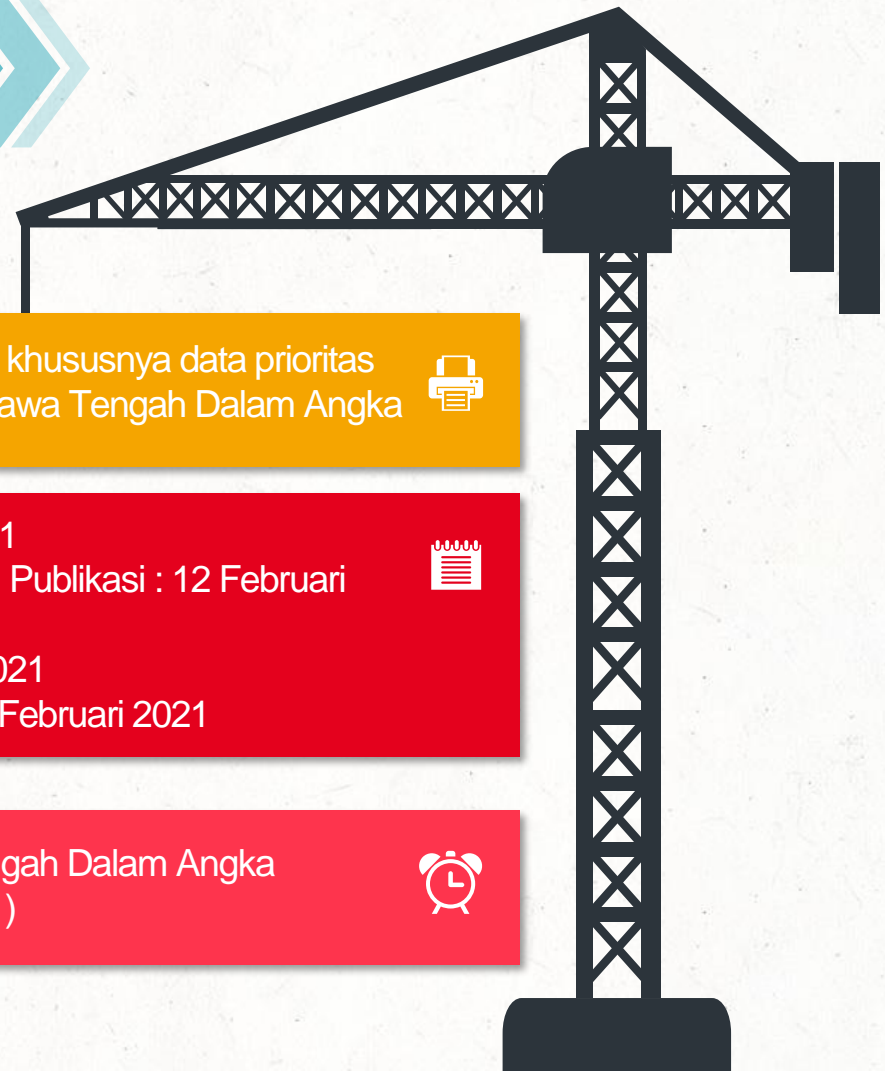 khususnya data prioritas
awa Tengah Dalam Angka
1
Publikasi : 12 Februari
021
Februari 2021
gah Dalam Angka
)